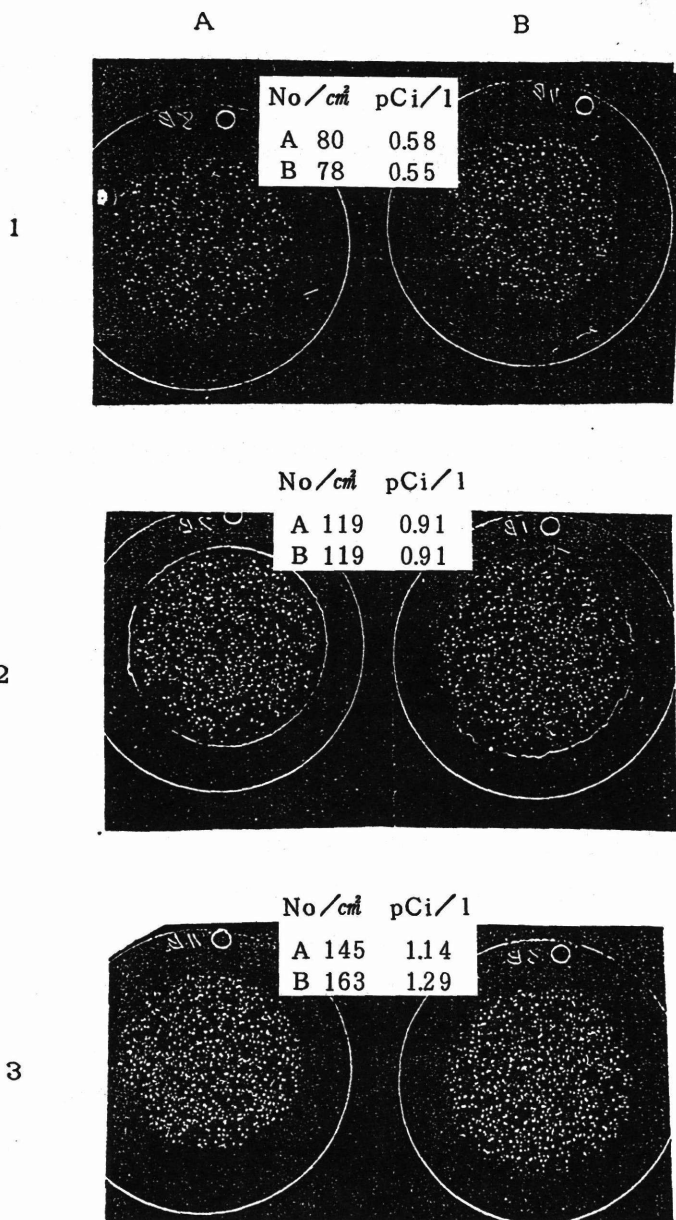 A B
No/cm² pCi/l
A 80 0.58
B 78 0.55
1
No/cm² pCi/l
A 119 0.91
B 119 0.91
2
No/cm² pCi/l
A 145 1.14
B 163 1.29
3